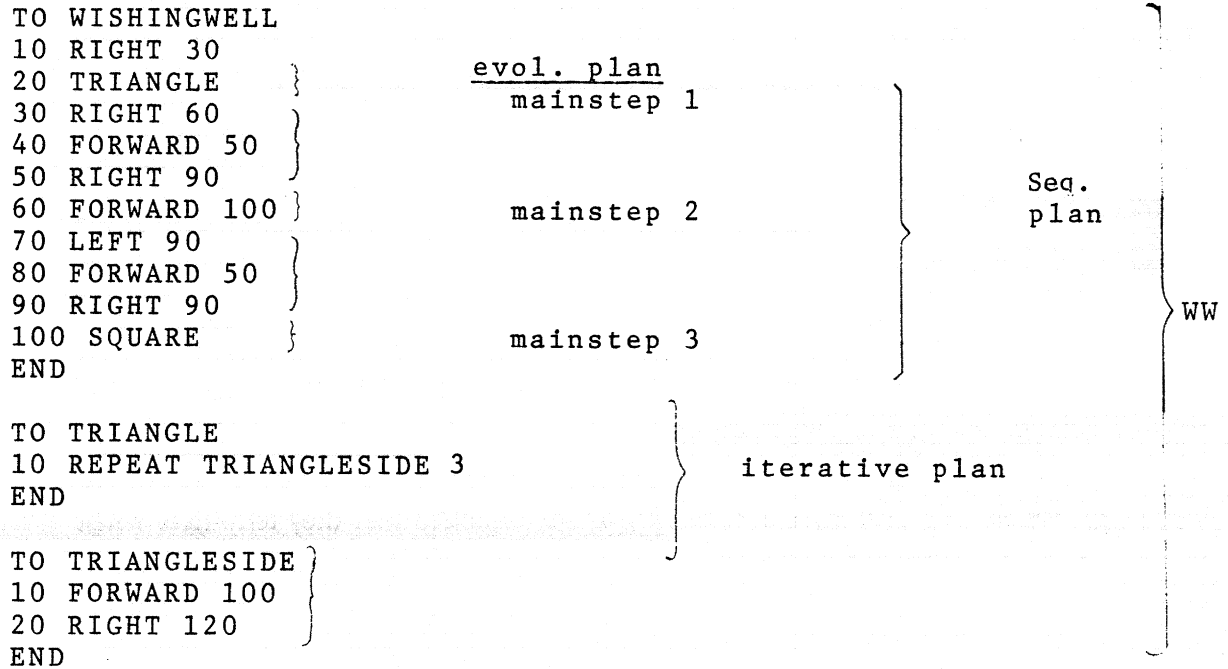 TO WISHINGWELL
10 RIGHT 30
20 TRIANGLE evol. plan
30 RIGHT 60 mainstep 1
40 FORWARD 50
50 RIGHT 90 Seq.
60 FORWARD 100 mainstep 2 plan
70 LEFT 90
80 FORWARD 50
90 RIGHT 90 WW
100 SQUARE mainstep 3
END
TO TRIANGLE
10 REPEAT TRIANGLESIDE 3 iterative plan
END
TO TRIANGLESIDE
10 FORWARD 100
20 RIGHT 120
END